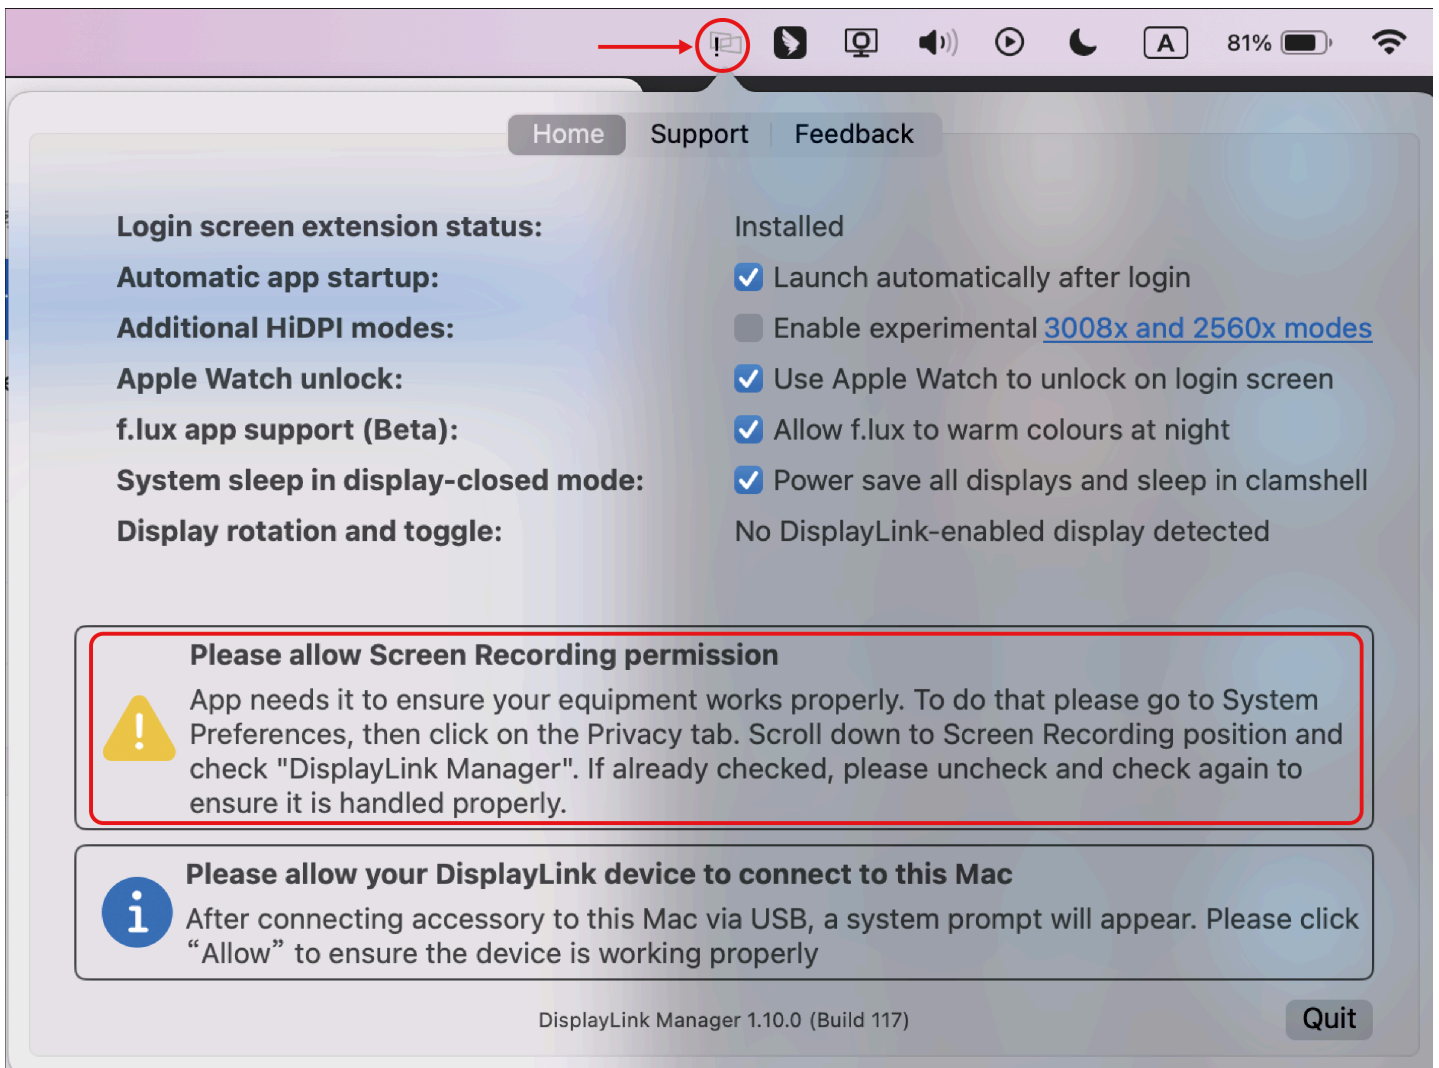 A 81%
Home Support Feedback
Login screen extension status: Installed
Automatic app startup: Launch automatically after login
Additional HiDPI modes: Enable experimental 3008x and 2560x modes
Apple Watch unlock: Use Apple Watch to unlock on login screen
f.lux app support (Beta): Allow f.lux to warm colours at night
System sleep in display-closed mode: Power save all displays and sleep in clamshell
Display rotation and toggle: No DisplayLink-enabled display detected
Please allow Screen Recording permission
App needs it to ensure your equipment works properly. To do that please go to System
Preferences, then click on the Privacy tab. Scroll down to Screen Recording position and
check "DisplayLink Manager". If already checked, please uncheck and check again to
ensure it is handled properly.
Please allow your DisplayLink device to connect to this Mac
After connecting accessory to this Mac via USB, a system prompt will appear. Please click
“Allow” to ensure the device is working properly
DisplayLink Manager 1.10.0 (Build 117)
Quit